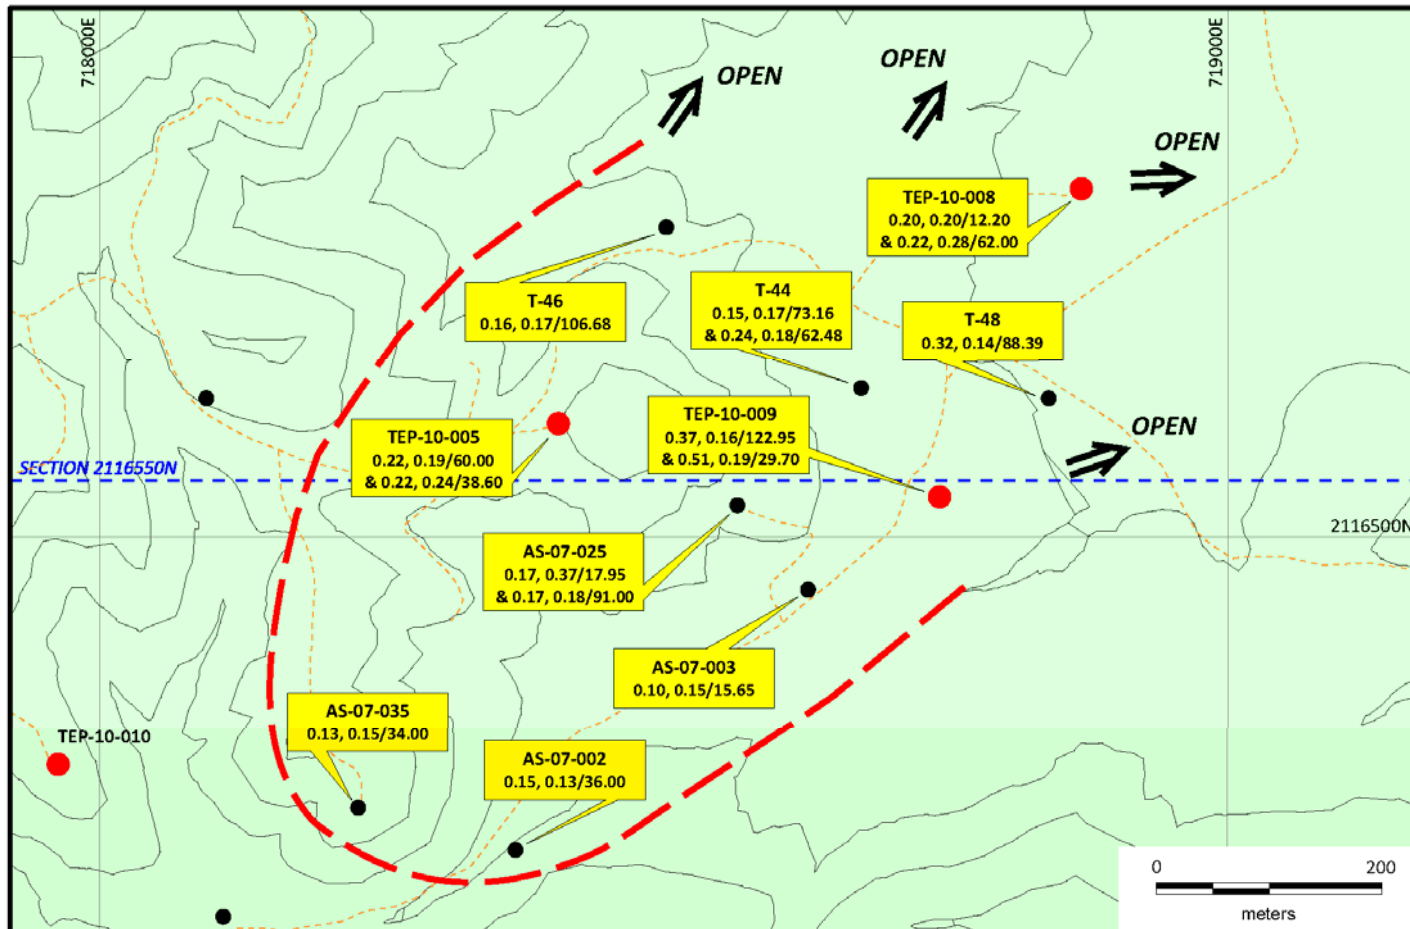 718000E
719000E
OPEN
OPEN
OPEN
TEP-10-008
0.20, 0.20/12.20
& 0.22, 0.28/62.00
T-46
0.16, 0.17/106.68
T-44
0.15, 0.17/73.16
& 0.24, 0.18/62.48
T-48
0.32, 0.14/88.39
TEP-10-005
0.22, 0.19/60.00
& 0.22, 0.24/38.60
TEP-10-009
0.37, 0.16/122.95
& 0.51, 0.19/29.70
OPEN
SECTION 2116550N
2116500N
AS-07-025
0.17, 0.37/17.95
& 0.17, 0.18/91.00
AS-07-003
0.10, 0.15/15.65
AS-07-035
0.13, 0.15/34.00
TEP-10-010
AS-07-002
0.15, 0.13/36.00
0 200
meters